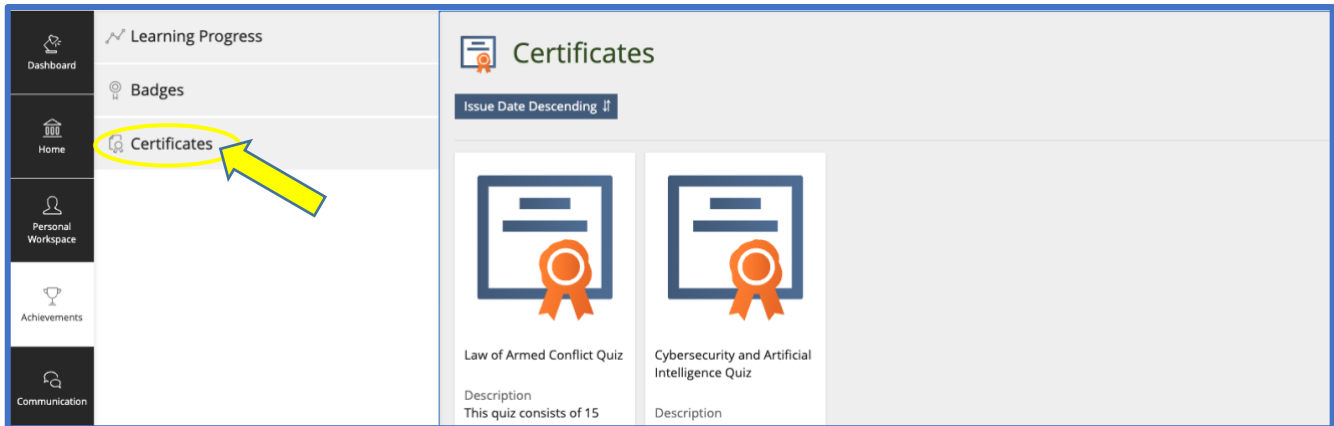 Dashboard
Home
Personal
Workspace
Achievements
Communication
Learning Progress
Badges
Certificates
Certificates
Issue Date Descending
Law of Armed Conflict Quiz
Description
This quiz consists of 15
Cybersecurity and Artificial
Intelligence Quiz
Description